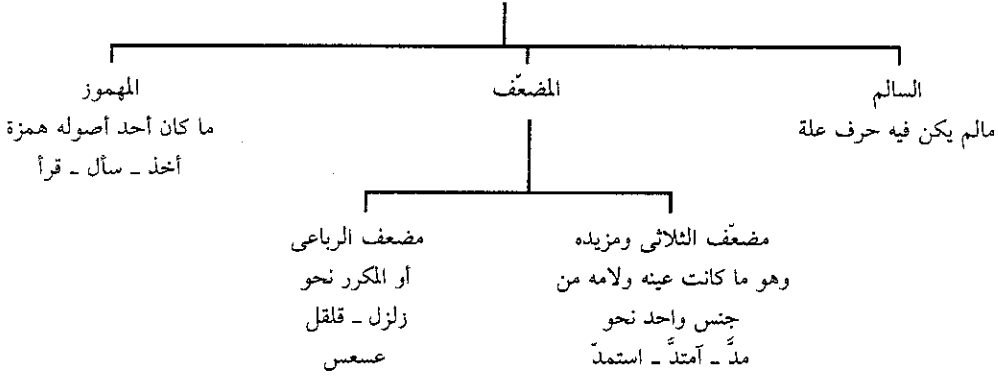 السالم
مالم يكن فيه حرف علة
المضعّف
المهموز
ما كان أحد أصوله همزة
أخذ ـ سأل ـ قرأ
مضعّف الثلاثى ومزيده
وهو ما كانت عينه ولامه من
جنس واحد نحو
مدَّ ـ آمتدَّ ـ استمدّ
مضعف الرباعى
أو المكرر نحو
زلزل ـ قلقل
عسعس